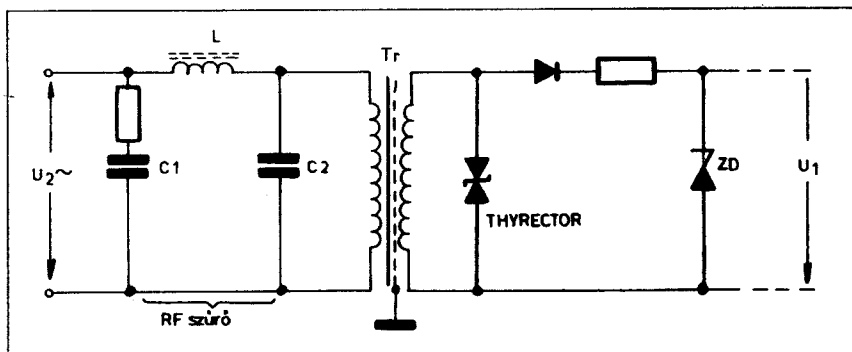 L
Tr
U2~
C1
C2
THYRECTOR
ZD
U1
RF szűrő